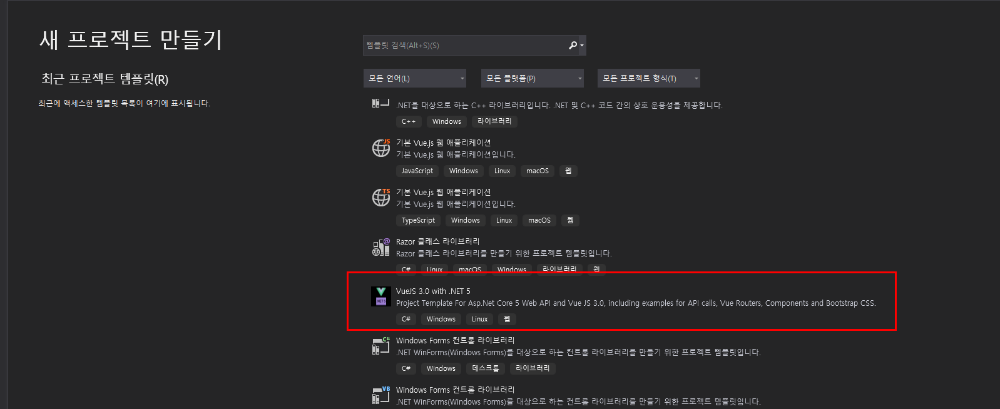 새 프로젝트 만들기
최근 프로젝트 템플릿(R)
최근에 액세스한 템플릿 목록이 여기에 표시됩니다.
템플릿 검색(Alt+S)(S)
모든 언어(L) 모든 플랫폼(P) 모든 프로젝트 형식(T)
.NET을 대상으로 하는 C++ 라이브러리입니다. .NET 및 C++ 코드 간의 상호 운용성을 제공합니다.
C++ Windows 라이브러리
JS 기본 Vue.js 웹 애플리케이션
기본 Vue.js 웹 애플리케이션입니다.
JavaScript Windows Linux macOS 웹
TS 기본 Vue.js 웹 애플리케이션
기본 Vue.js 웹 애플리케이션입니다.
TypeScript Windows Linux macOS 웹
@ Razor 클래스 라이브러리
Razor 클래스 라이브러리를 만들기 위한 프로젝트 템플릿입니다.
C# Linux macOS Windows 라이브러리 웹
VueJS 3.0 with .NET 5
.NET 5 Project Template For Asp.Net Core 5 Web API and Vue JS 3.0, including examples for API calls, Vue Routers, Components and Bootstrap CSS.
C# Windows Linux 웹
C# Windows Forms 컨트롤 라이브러리
.NET WinForms(Windows Forms)를 대상으로 하는 컨트롤 라이브러리를 만들기 위한 프로젝트 템플릿입니다.
C# Windows 데스크톱 라이브러리
VB Windows Forms 컨트롤 라이브러리
.NET WinForms(Windows Forms)를 대상으로 하는 컨트롤 라이브러리를 만들기 위한 프로젝트 템플릿입니다.